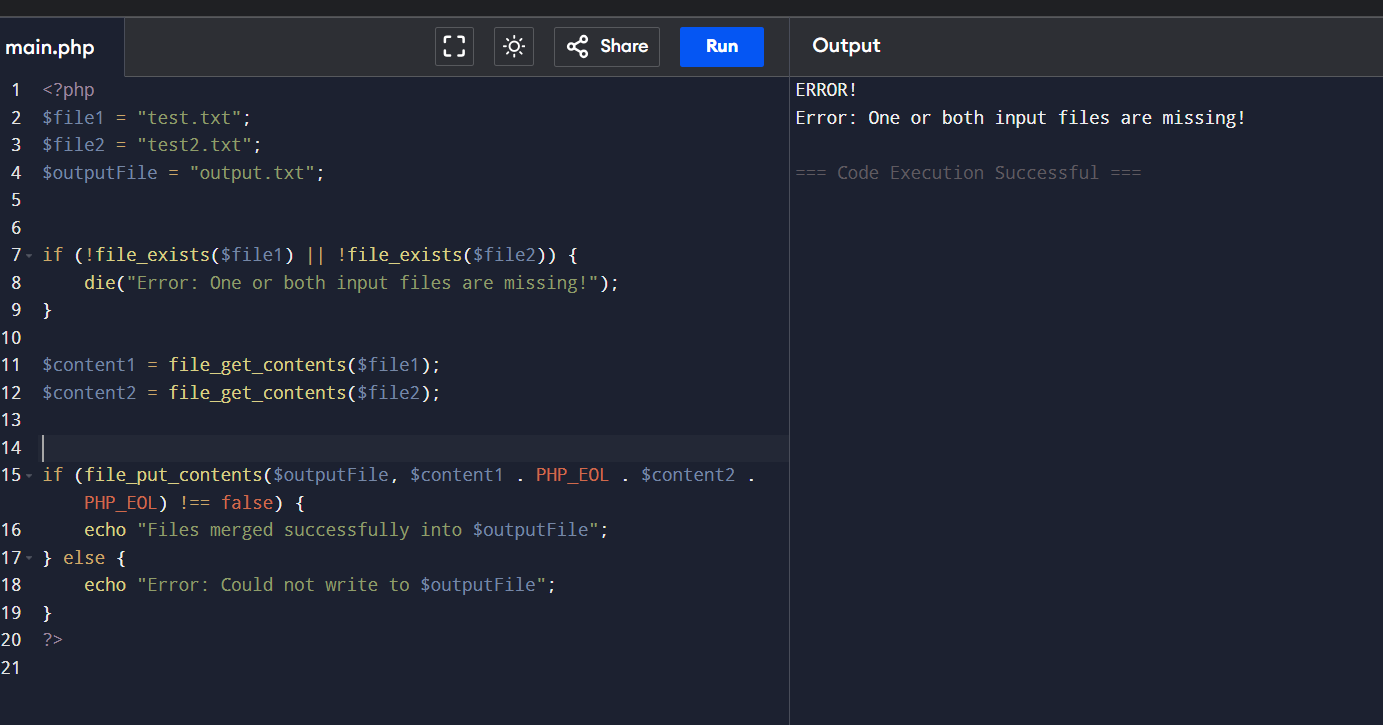 main.php
Share
Run
Output
1 <?php
2 $file1 = "test.txt";
3 $file2 = "test2.txt";
4 $outputFile = "output.txt";
5
6
7 if (!file_exists($file1) || !file_exists($file2)) {
8     die("Error: One or both input files are missing!");
9 }
10
11 $content1 = file_get_contents($file1);
12 $content2 = file_get_contents($file2);
13
14
15 if (file_put_contents($outputFile, $content1 . PHP_EOL . $content2 .
PHP_EOL) !== false) {
16     echo "Files merged successfully into $outputFile";
17 } else {
18     echo "Error: Could not write to $outputFile";
19 }
20 ?>
21
ERROR!
Error: One or both input files are missing!
=== Code Execution Successful ===